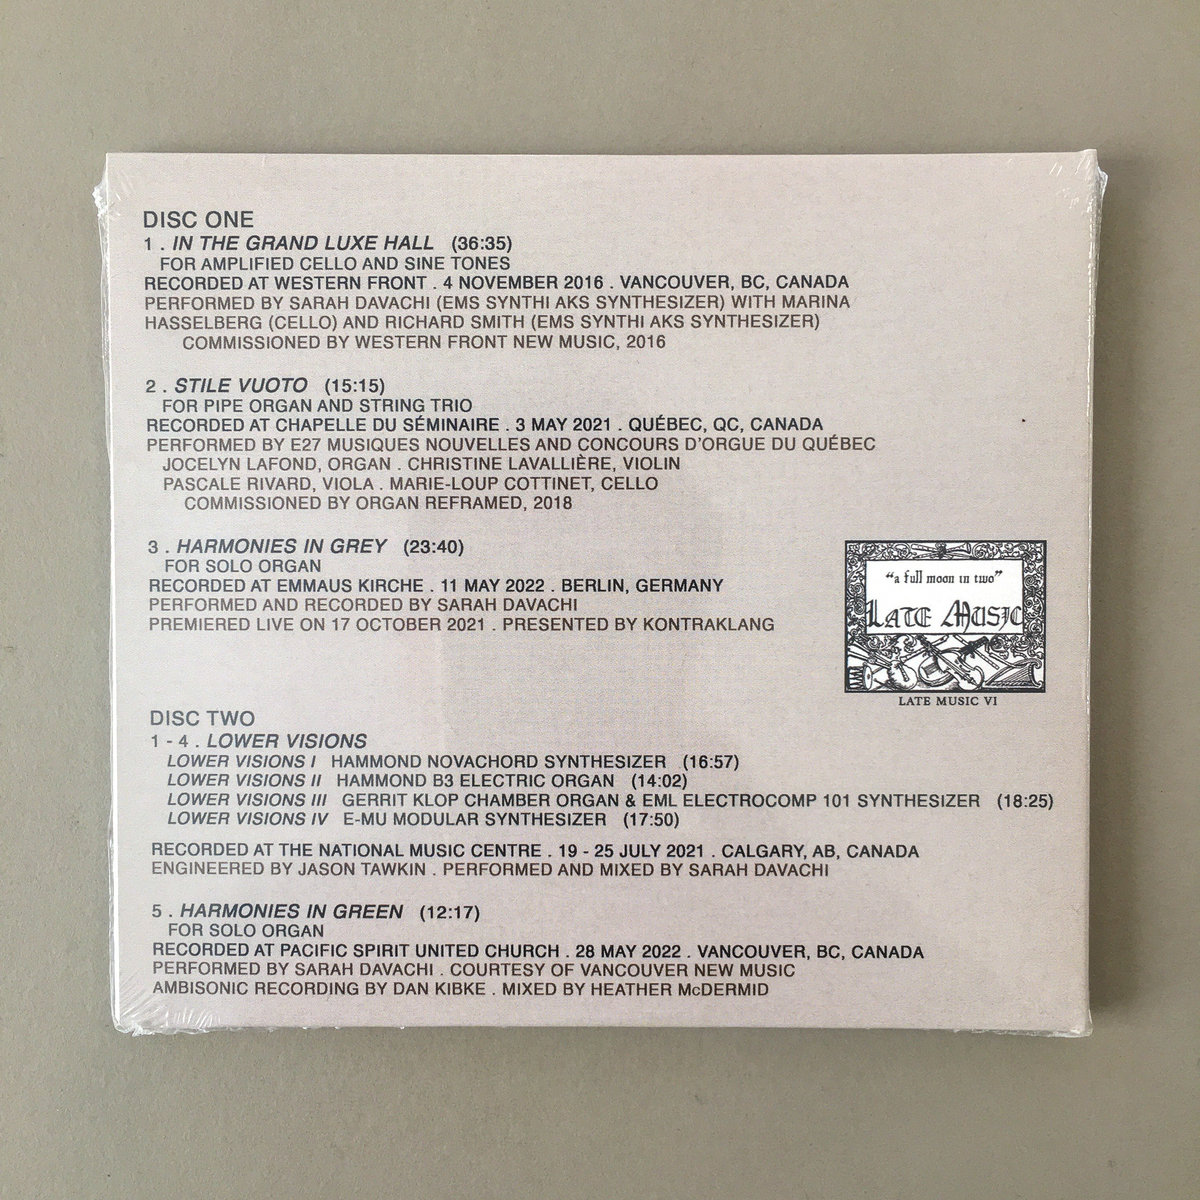 DISC ONE
1 . IN THE GRAND LUXE HALL (36:35)
FOR AMPLIFIED CELLO AND SINE TONES
RECORDED AT WESTERN FRONT . 4 NOVEMBER 2016 . VANCOUVER, BC, CANADA
PERFORMED BY SARAH DAVACHI (EMS SYNTHI AKS SYNTHESIZER) WITH MARINA
HASSELBERG (CELLO) AND RICHARD SMITH (EMS SYNTHI AKS SYNTHESIZER)
COMMISSIONED BY WESTERN FRONT NEW MUSIC, 2016
2 . STILE VUOTO (15:15)
FOR PIPE ORGAN AND STRING TRIO
RECORDED AT CHAPELLE DU SÉMINAIRE . 3 MAY 2021 . QUÉBEC, QC, CANADA
PERFORMED BY E27 MUSIQUES NOUVELLES AND CONCOURS D'ORGUE DU QUÉBEC
JOCELYN LAFOND, ORGAN . CHRISTINE LAVALLIÈRE, VIOLIN
PASCALE RIVARD, VIOLA . MARIE-LOUP COTTINET, CELLO
COMMISSIONED BY ORGAN REFRAMED, 2018
3 . HARMONIES IN GREY (23:40)
FOR SOLO ORGAN
RECORDED AT EMMAUS KIRCHE . 11 MAY 2022 . BERLIN, GERMANY
PERFORMED AND RECORDED BY SARAH DAVACHI
PREMIERED LIVE ON 17 OCTOBER 2021 . PRESENTED BY KONTRAKLANG
"a full moon in two"
LATE MUSIC
LATE MUSIC VI
DISC TWO
1 - 4 . LOWER VISIONS
LOWER VISIONS I HAMMOND NOVACHORD SYNTHESIZER (16:57)
LOWER VISIONS II HAMMOND B3 ELECTRIC ORGAN (14:02)
LOWER VISIONS III GERRIT KLOP CHAMBER ORGAN & EML ELECTROCOMP 101 SYNTHESIZER (18:25)
LOWER VISIONS IV E-MU MODULAR SYNTHESIZER (17:50)
RECORDED AT THE NATIONAL MUSIC CENTRE . 19 - 25 JULY 2021 . CALGARY, AB, CANADA
ENGINEERED BY JASON TAWKIN . PERFORMED AND MIXED BY SARAH DAVACHI
5 . HARMONIES IN GREEN (12:17)
FOR SOLO ORGAN
RECORDED AT PACIFIC SPIRIT UNITED CHURCH . 28 MAY 2022 . VANCOUVER, BC, CANADA
PERFORMED BY SARAH DAVACHI . COURTESY OF VANCOUVER NEW MUSIC
AMBISONIC RECORDING BY DAN KIBKE . MIXED BY HEATHER McDERMID